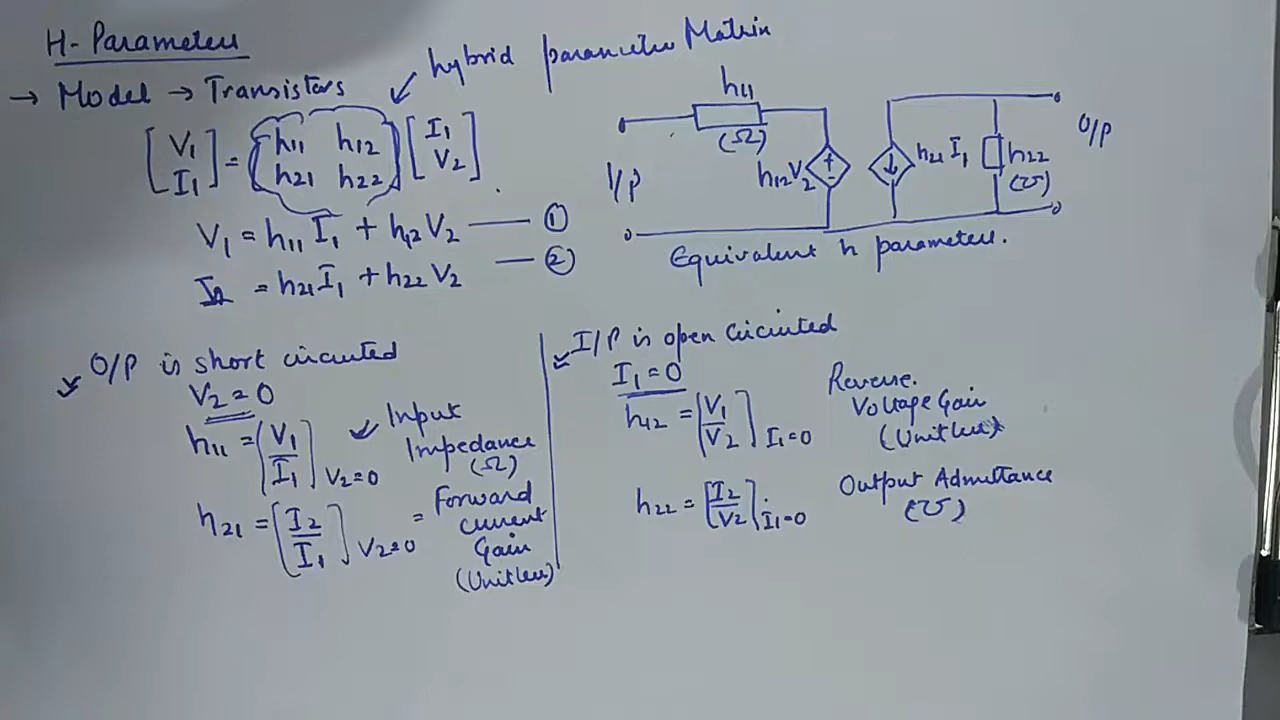 H-Parameters
→ Model → Transistors
hybrid parameter Matrix
[V1 I1] = [h11 h12 h21 h22] [I1 V2]
V1 = h11 I1 + h12 V2 —— ①
I2 = h21 I1 + h22 V2 — ②
h11
(Ω)
I/P
h12V2
h21 I1
h22
(℧)
O/P
Equivalent h parameters.
O/P is short circuited
V2 = 0
h11 = [V1/I1] V2=0
Input
Impedance
(Ω)
h21 = [I2/I1] V2=0
= Forward
current
Gain
(Unitless)
I/P is open Circuited
I1 = 0
h12 = [V1/V2] I1=0
Reverse.
Voltage Gain
(Unitless)
h22 = [I2/V2] I1=0
Output Admittance
(℧)